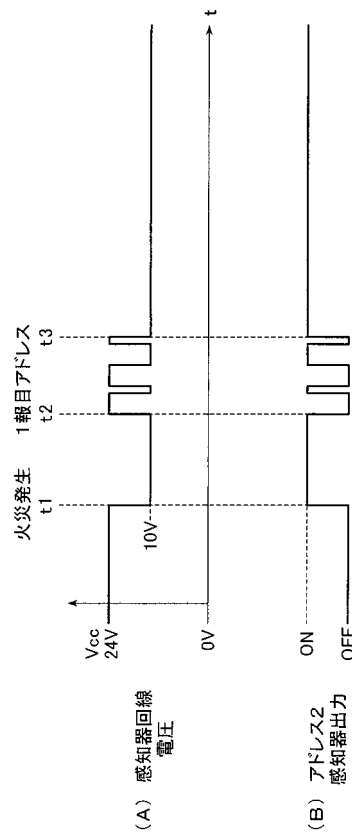 火災発生 1報目アドレス
t1 t2 t3
Vcc
24V
10V
0V
t
(A) 感知器回線
電圧
ON
OFF
(B) アドレス2
感知器出力